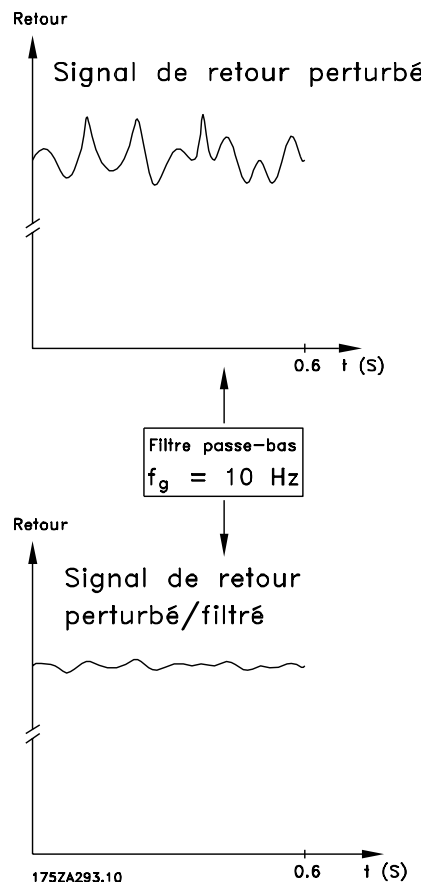 Retour
Signal de retour perturbé
0.6 t (S)
Filtre passe-bas
fg = 10 Hz
Retour
Signal de retour
perturbé/filtré
0.6 t (S)
175ZA293.10